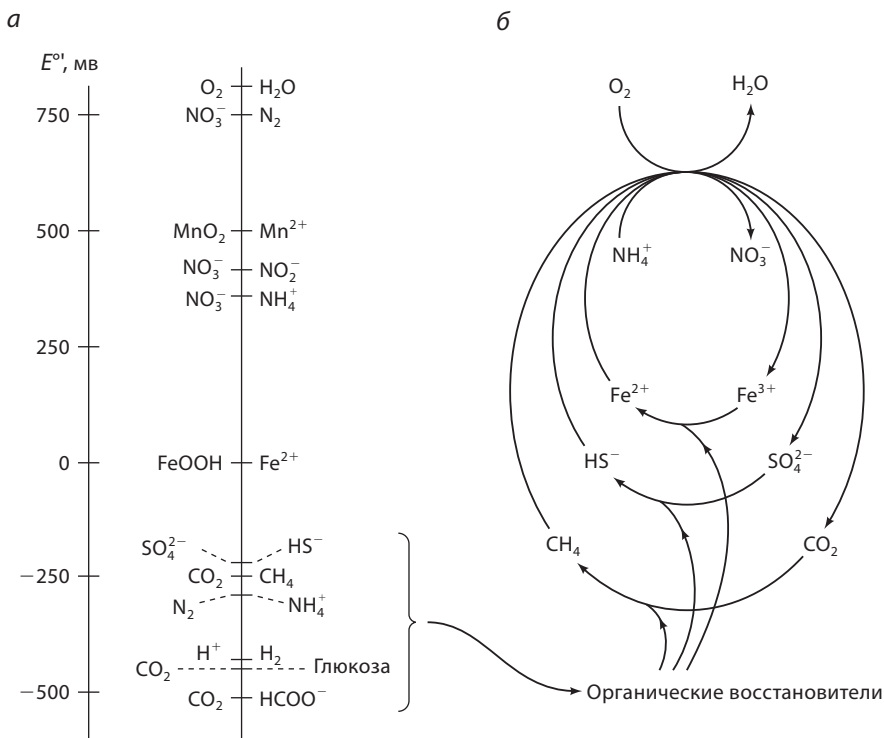 а
E°′, мв
750
500
250
0
−250
−500
O₂ H₂O
NO₃⁻ N₂
MnO₂ Mn²⁺
NO₃⁻ NO₂⁻
NO₃⁻ NH₄⁺
FeOOH Fe²⁺
SO₄²⁻ HS⁻
CO₂ CH₄
N₂ NH₄⁺
H⁺ H₂
CO₂ Глюкоза
CO₂ HCOO⁻
б
O₂ H₂O
NH₄⁺ NO₃⁻
Fe²⁺ Fe³⁺
HS⁻ SO₄²⁻
CH₄ CO₂
Органические восстановители